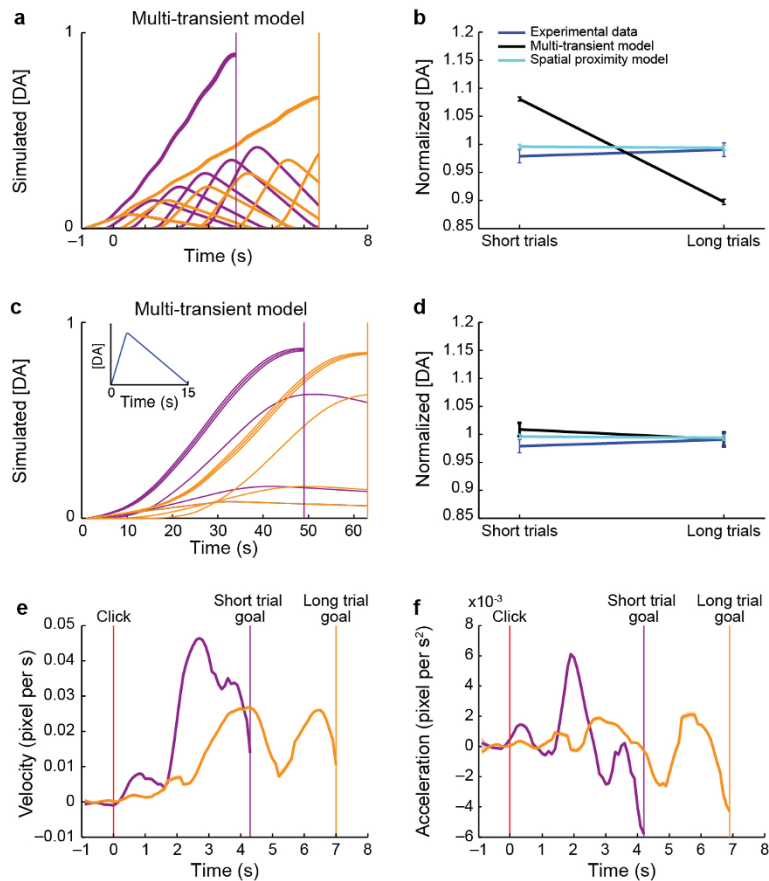 a
Multi-transient model
1
Simulated [DA]
0
–1 0 8
Time (s)
b
1.2
1.15
1.1
1.05
1
0.95
0.9
0.85
Normalized [DA]
Experimental data
Multi-transient model
Spatial proximity model
Short trials Long trials
c
Multi-transient model
1
Simulated [DA]
0
[DA]
0 15
Time (s)
0 10 20 30 40 50 60
Time (s)
d
1.2
1.15
1.1
1.05
1
0.95
0.9
0.85
Normalized [DA]
Short trials Long trials
e
Click
Short trial goal
Long trial goal
0.05
0.04
0.03
0.02
0.01
0
–0.01
Velocity (pixel per s)
–1 0 1 2 3 4 5 6 7 8
Time (s)
f
x10⁻³
Click
Short trial goal
Long trial goal
8
6
4
2
0
–2
–4
–6
Acceleration (pixel per s²)
–1 0 1 2 3 4 5 6 7 8
Time (s)